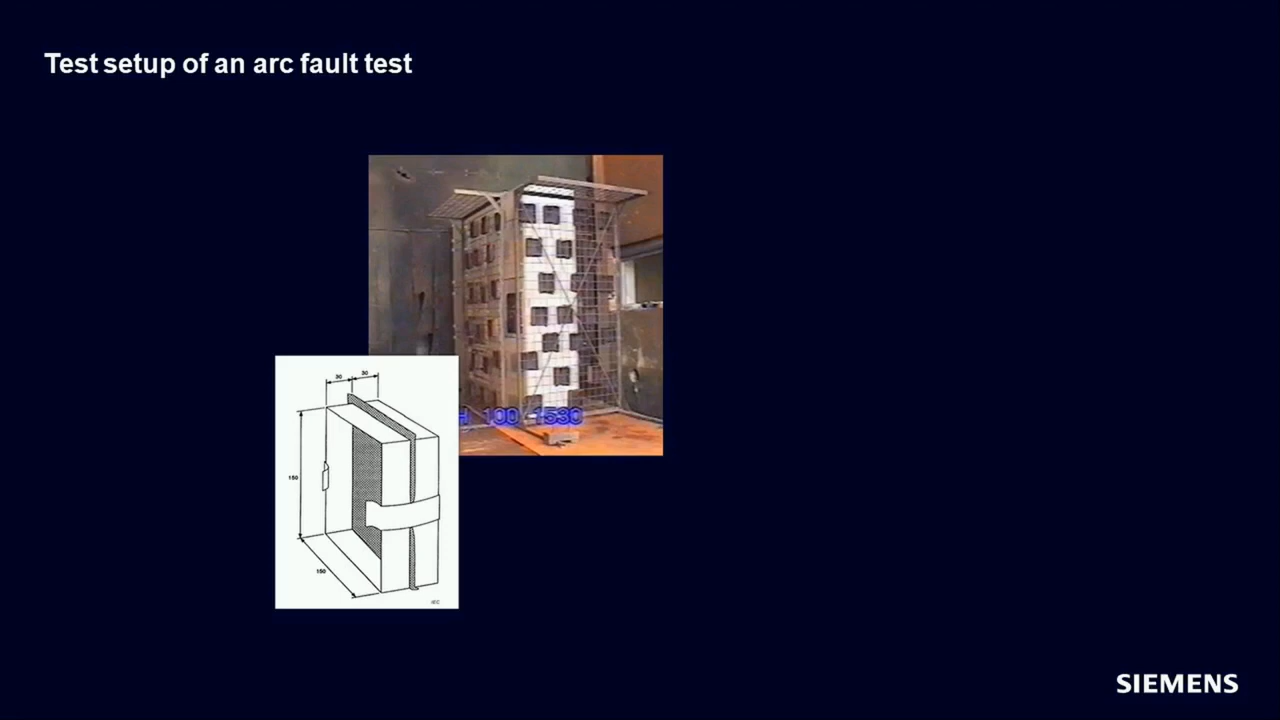 Test setup of an arc fault test
30 30
150
H 100 1530
150
IEC
SIEMENS